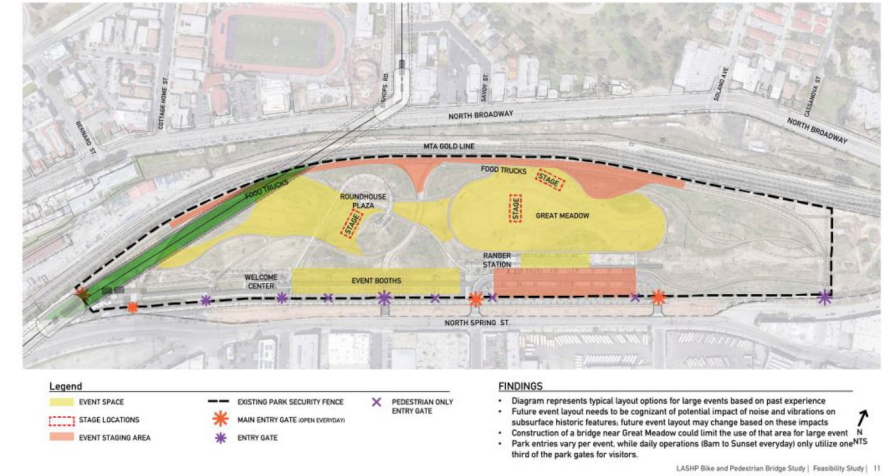 BERNARD ST.
COTTAGE HOME ST.
SAVOY ST.
SOLANO AVE.
CASANOVA ST.
NORTH BROADWAY
NORTH BROADWAY
MTA GOLD LINE
FOOD TRUCKS
FOOD TRUCKS
STAGE
ROUNDHOUSE
PLAZA
STAGE
STAGE
GREAT MEADOW
RANGER
STATION
WELCOME
CENTER
EVENT BOOTHS
NORTH SPRING ST.
Legend
EVENT SPACE
STAGE LOCATIONS
EVENT STAGING AREA
EXISTING PARK SECURITY FENCE
MAIN ENTRY GATE (OPEN EVERYDAY)
ENTRY GATE
PEDESTRIAN ONLY
ENTRY GATE
FINDINGS
• Diagram represents typical layout options for large events based on past experience
• Future event layout needs to be cognizant of potential impact of noise and vibrations on
subsurface historic features; future event layout may change based on these impacts
• Construction of a bridge near Great Meadow could limit the use of that area for large event
• Park entries vary per event, while daily operations (8am to Sunset everyday) only utilize one
third of the park gates for visitors.
N
NTS
LASHP Bike and Pedestrian Bridge Study | Feasibility Study | 11